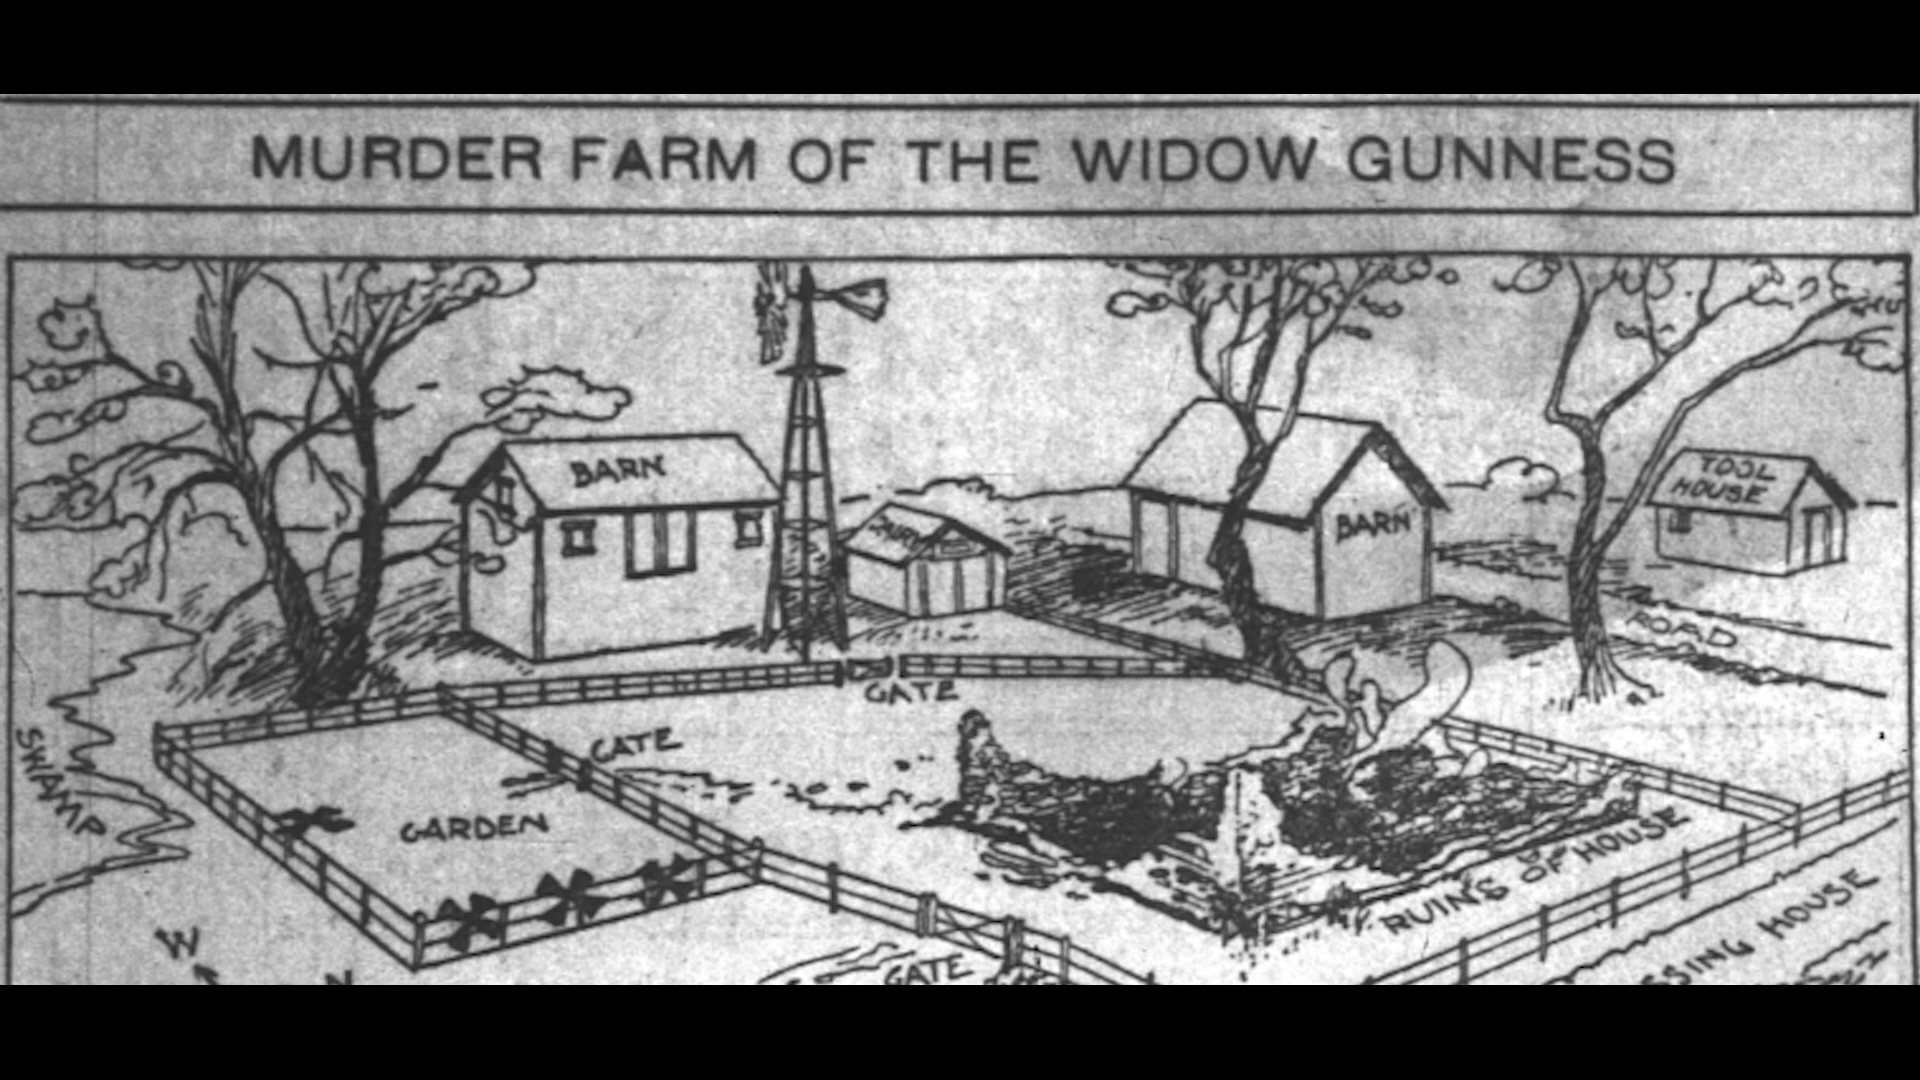 MURDER FARM OF THE WIDOW GUNNESS
BARN
BARN
TOOL
HOUSE
ROAD
GATE
GATE
SWAMP
GARDEN
RUINS OF HOUSE
W
N
GATE
HOUSE